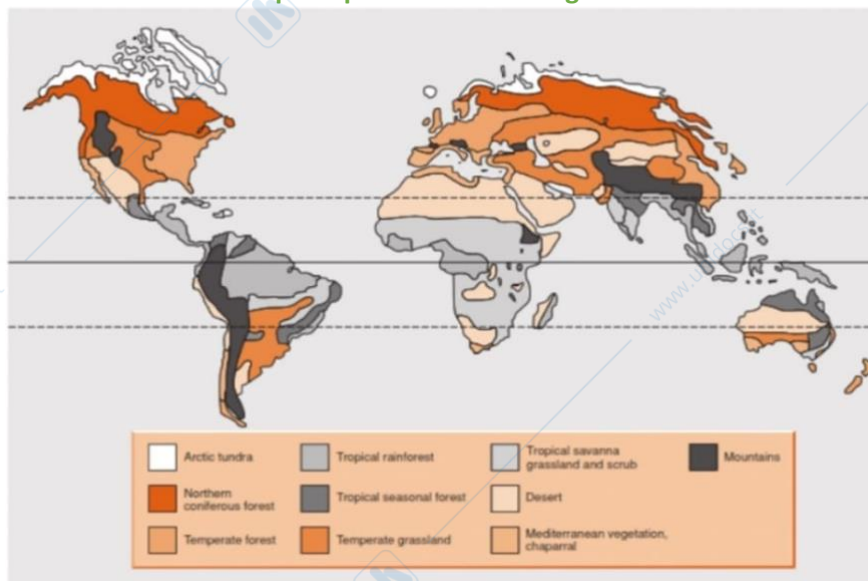 Arctic tundra
Tropical rainforest
Tropical savanna
grassland and scrub
Mountains
Northern
coniferous forest
Tropical seasonal forest
Desert
Temperate forest
Temperate grassland
Mediterranean vegetation,
chaparral